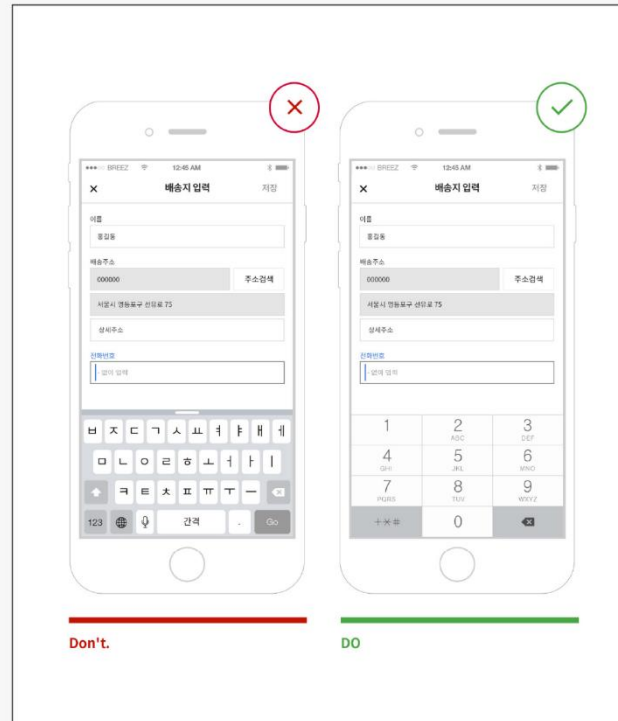 BREEZ 12:45 AM
배송지 입력 저장
이름
홍길동
배송주소
000000 주소검색
서울시 영등포구 선유로 75
상세주소
전화번호
- 없이 입력
ㅂ ㅈ ㄷ ㄱ ㅅ ㅛ ㅕ ㅑ ㅐ ㅔ
ㅁ ㄴ ㅇ ㄹ ㅎ ㅗ ㅓ ㅏ ㅣ
ㅋ ㅌ ㅊ ㅍ ㅠ ㅜ ㅡ
123 간격 . Go
Don't.
BREEZ 12:45 AM
배송지 입력 저장
이름
홍길동
배송주소
000000 주소검색
서울시 영등포구 선유로 75
상세주소
전화번호
- 없이 입력
1 2 3
ABC DEF
4 5 6
GHI JKL MNO
7 8 9
PQRS TUV WXYZ
+*# 0
DO